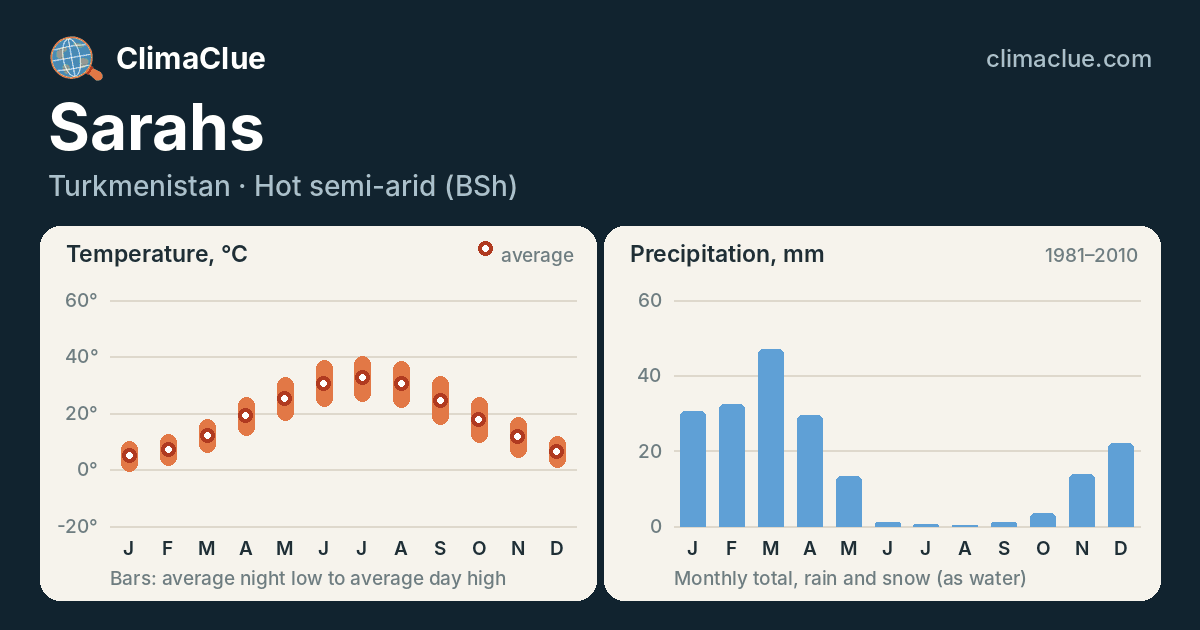 ClimaClue
climaclue.com
Sarahs
Turkmenistan · Hot semi-arid (BSh)
Temperature, °C
average
60°
40°
20°
0°
-20°
J F M A M J J A S O N D
Bars: average night low to average day high
Precipitation, mm
1981–2010
60
40
20
0
J F M A M J J A S O N D
Monthly total, rain and snow (as water)